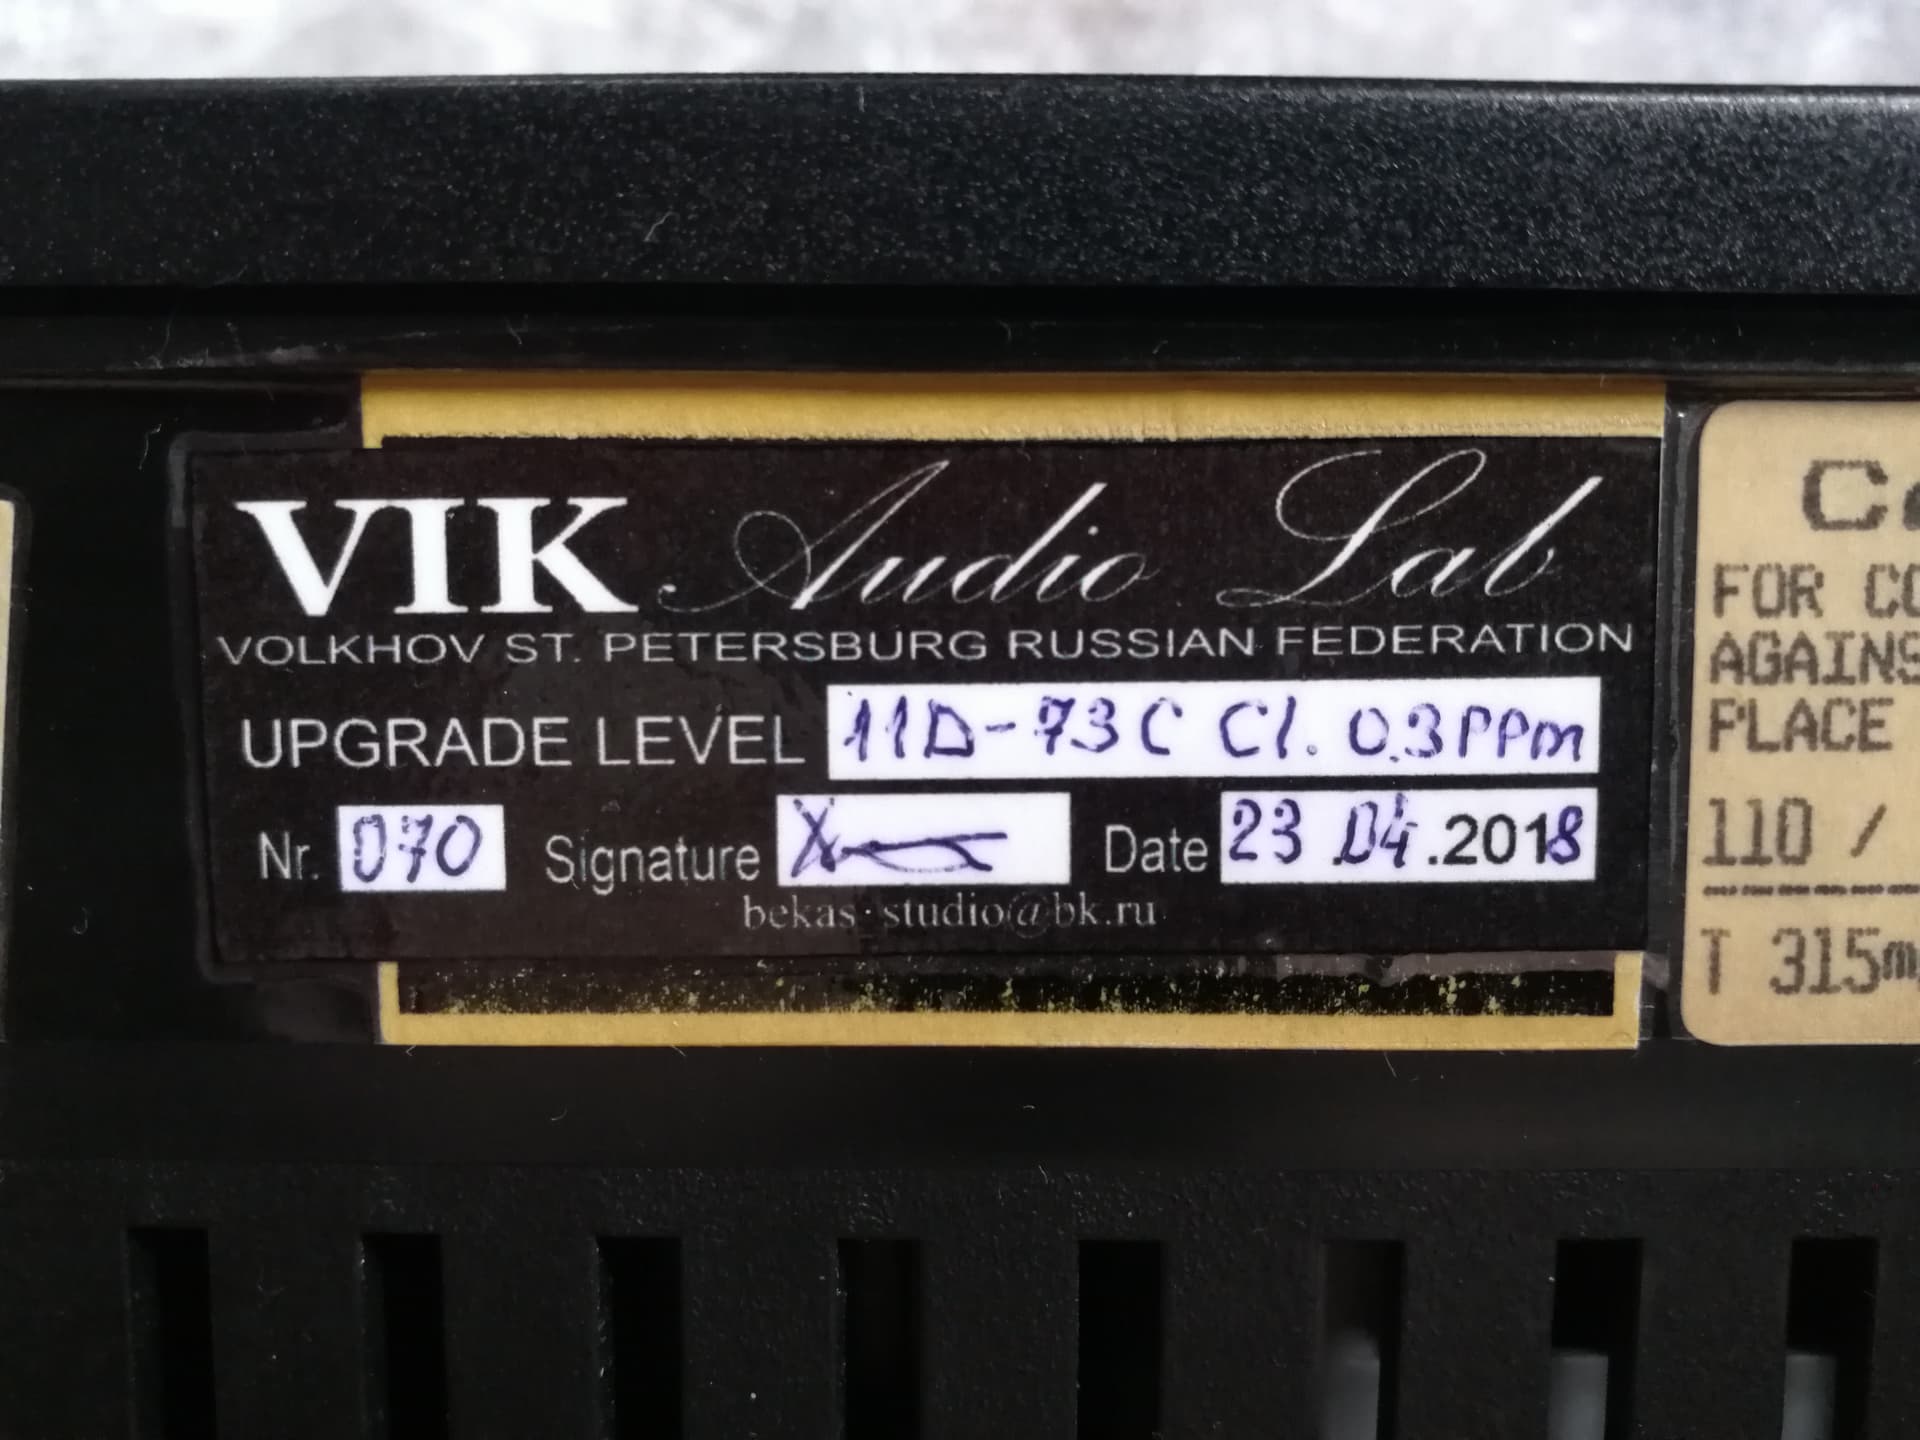 VIK Audio Lab
VOLKHOV ST. PETERSBURG RUSSIAN FEDERATION
UPGRADE LEVEL 11D-73C Cl. 0.3PPm
Nr. 070 Signature Date 23 04.2018
bekas.studio@bk.ru
FOR CO
AGAINS
PLACE
110 /
T 315m